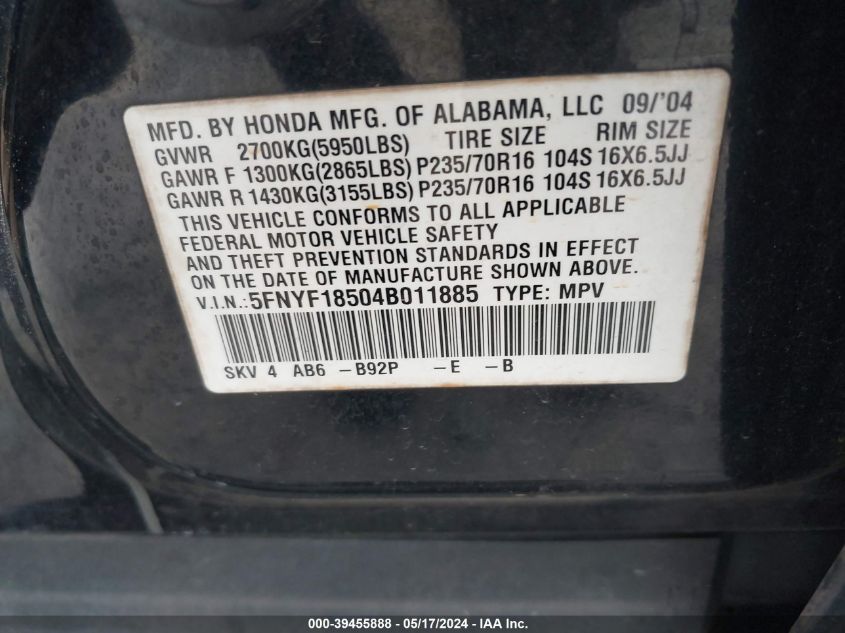 MFD. BY HONDA MFG. OF ALABAMA, LLC 09/'04
GVWR 2700KG(5950LBS) TIRE SIZE RIM SIZE
GAWR F 1300KG(2865LBS) P235/70R16 104S 16X6.5JJ
GAWR R 1430KG(3155LBS) P235/70R16 104S 16X6.5JJ
THIS VEHICLE CONFORMS TO ALL APPLICABLE
FEDERAL MOTOR VEHICLE SAFETY
AND THEFT PREVENTION STANDARDS IN EFFECT
ON THE DATE OF MANUFACTURE SHOWN ABOVE.
V.I.N.: 5FNYF18504B011885 TYPE: MPV
SKV 4 AB6 -B92P -E -B
000-39455888 - 05/17/2024 - IAA Inc.